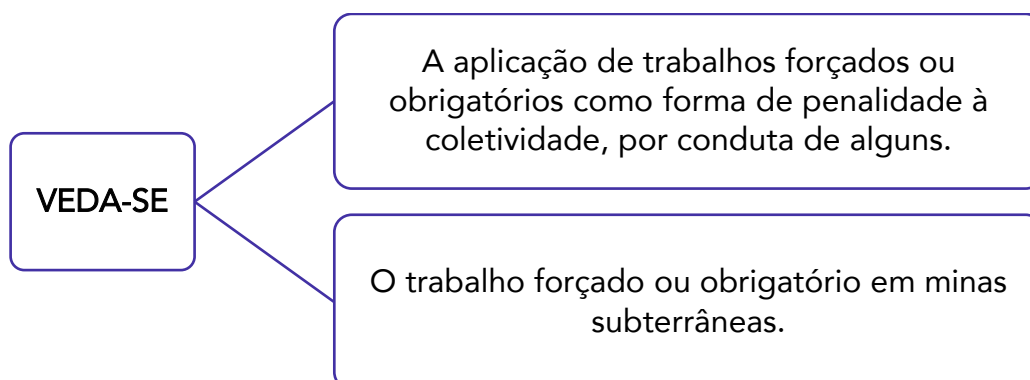 VEDA-SE
A aplicação de trabalhos forçados ou
obrigatórios como forma de penalidade à
coletividade, por conduta de alguns.
O trabalho forçado ou obrigatório em minas
subterrâneas.